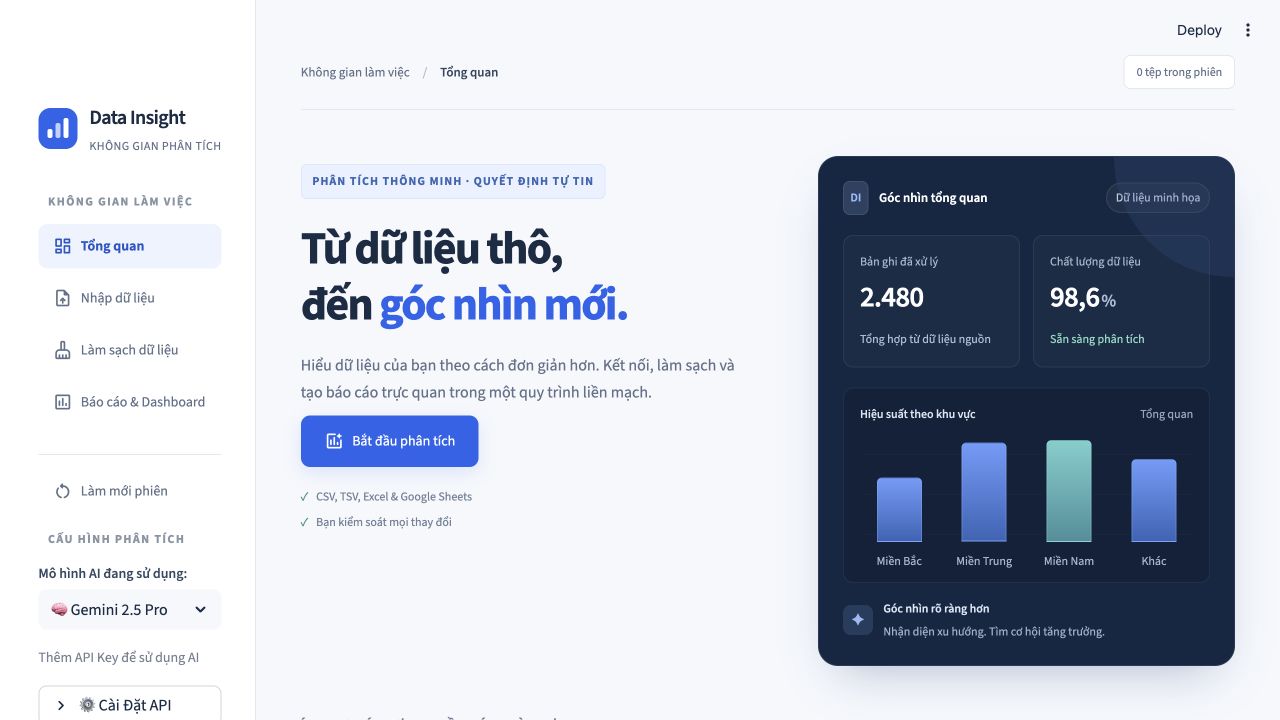 Deploy
Không gian làm việc / Tổng quan
0 tệp trong phiên
Data Insight
KHÔNG GIAN PHÂN TÍCH
KHÔNG GIAN LÀM VIỆC
Tổng quan
Nhập dữ liệu
Làm sạch dữ liệu
Báo cáo & Dashboard
Làm mới phiên
CẤU HÌNH PHÂN TÍCH
Mô hình AI đang sử dụng:
Gemini 2.5 Pro
Thêm API Key để sử dụng AI
Cài Đặt API
PHÂN TÍCH THÔNG MINH · QUYẾT ĐỊNH TỰ TIN
Từ dữ liệu thô,
đến góc nhìn mới.
Hiểu dữ liệu của bạn theo cách đơn giản hơn. Kết nối, làm sạch và
tạo báo cáo trực quan trong một quy trình liền mạch.
Bắt đầu phân tích
✓ CSV, TSV, Excel & Google Sheets
✓ Bạn kiểm soát mọi thay đổi
DI
Góc nhìn tổng quan
Dữ liệu minh họa
Bản ghi đã xử lý
2.480
Tổng hợp từ dữ liệu nguồn
Chất lượng dữ liệu
98,6%
Sẵn sàng phân tích
Hiệu suất theo khu vực
Tổng quan
Miền Bắc
Miền Trung
Miền Nam
Khác
Góc nhìn rõ ràng hơn
Nhận diện xu hướng. Tìm cơ hội tăng trưởng.